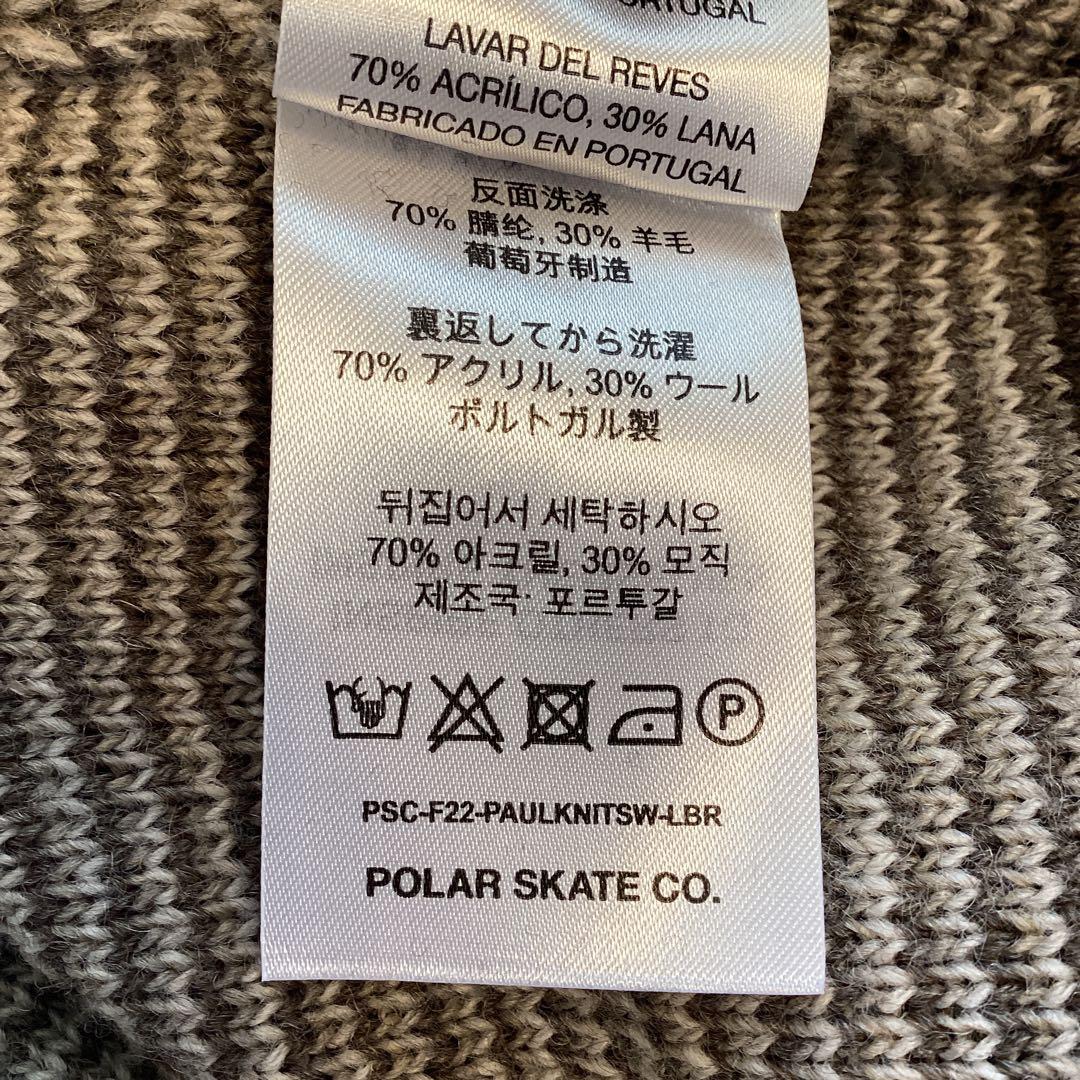 PORTUGAL
LAVAR DEL REVES
70% ACRÍLICO, 30% LANA
FABRICADO EN PORTUGAL
反面洗涤
70% 腈纶, 30% 羊毛
葡萄牙制造
裏返してから洗濯
70% アクリル, 30% ウール
ポルトガル製
뒤집어서 세탁하시오
70% 아크릴, 30% 모직
제조국· 포르투갈
P
PSC-F22-PAULKNITSW-LBR
POLAR SKATE CO.